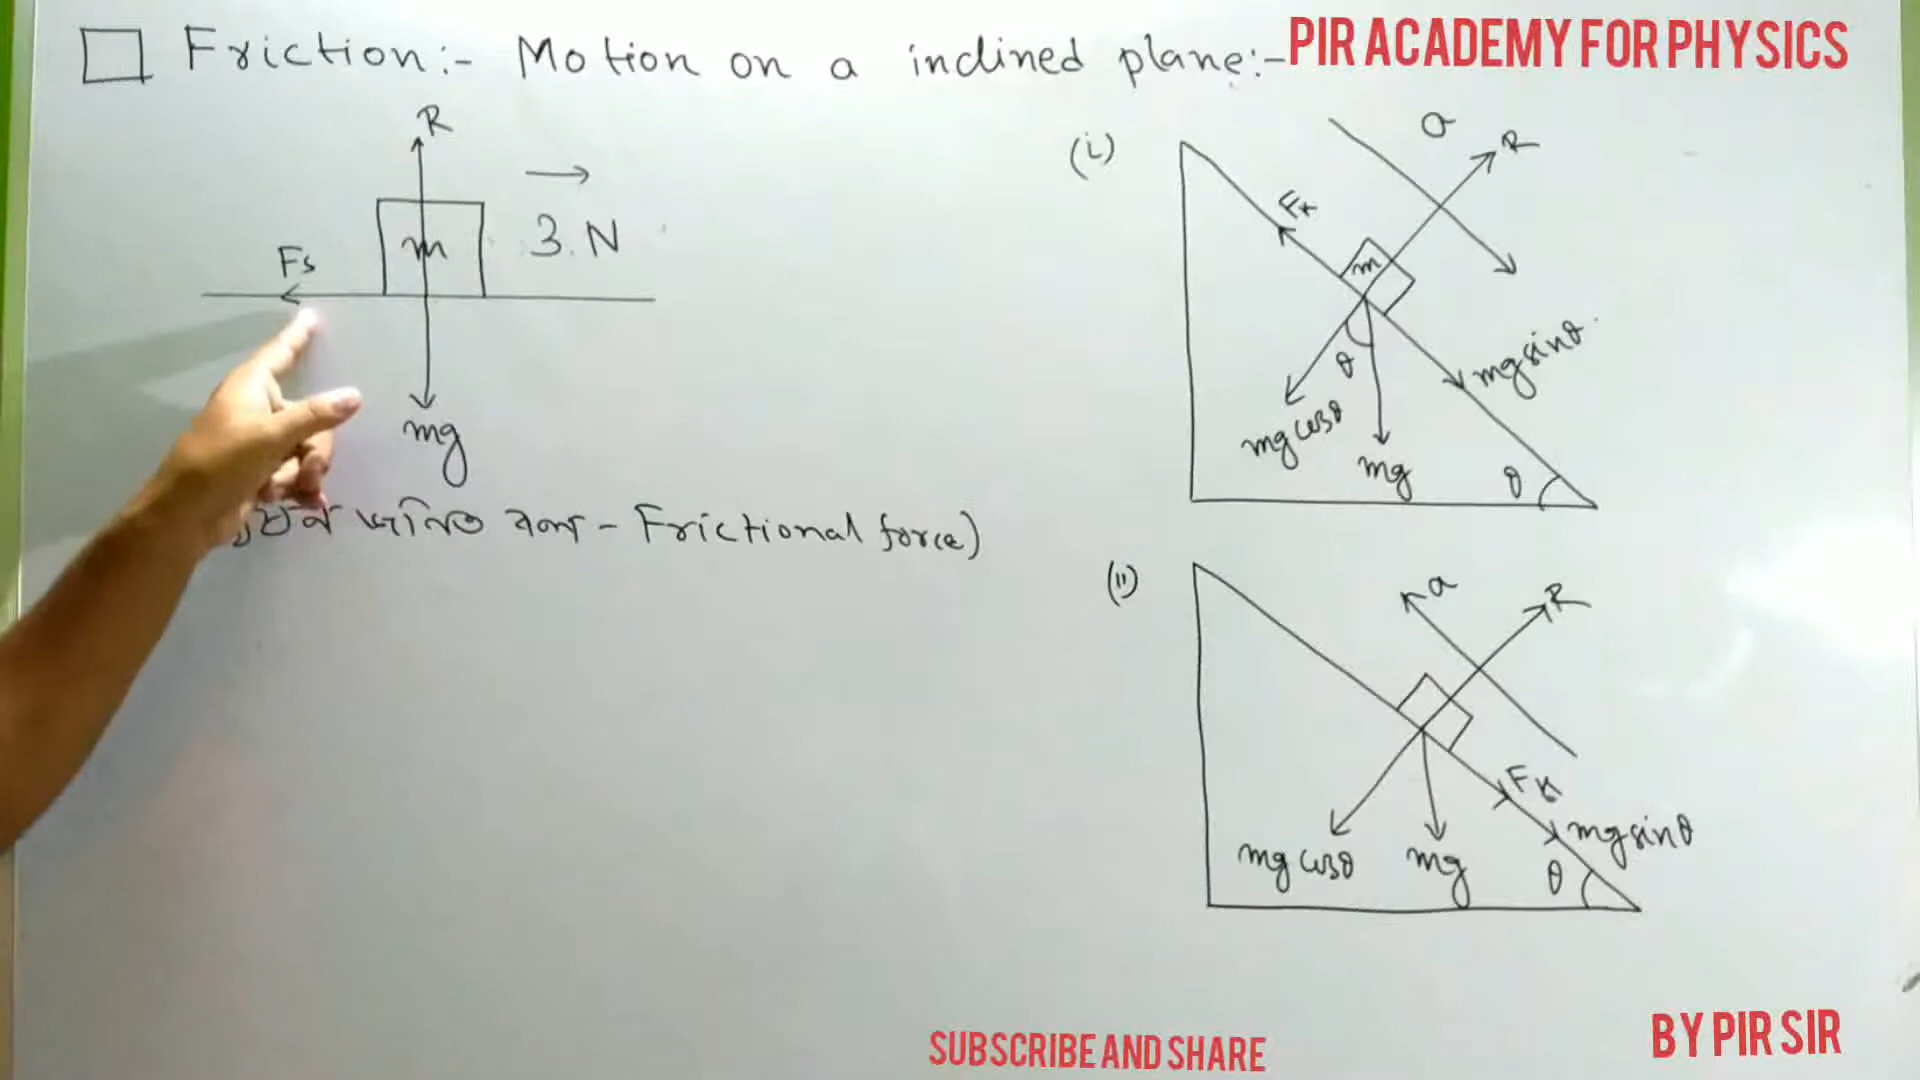 Friction:- Motion on a inclined plane:-
PIR ACADEMY FOR PHYSICS
R
m
3 N
Fs
mg
বল - Frictional force)
(i)
a
R
Fk
m
θ
mg sinθ
mg cosθ
mg
θ
(ii)
a
R
Fk
mg sinθ
mg cosθ
mg
θ
SUBSCRIBE AND SHARE
BY PIR SIR